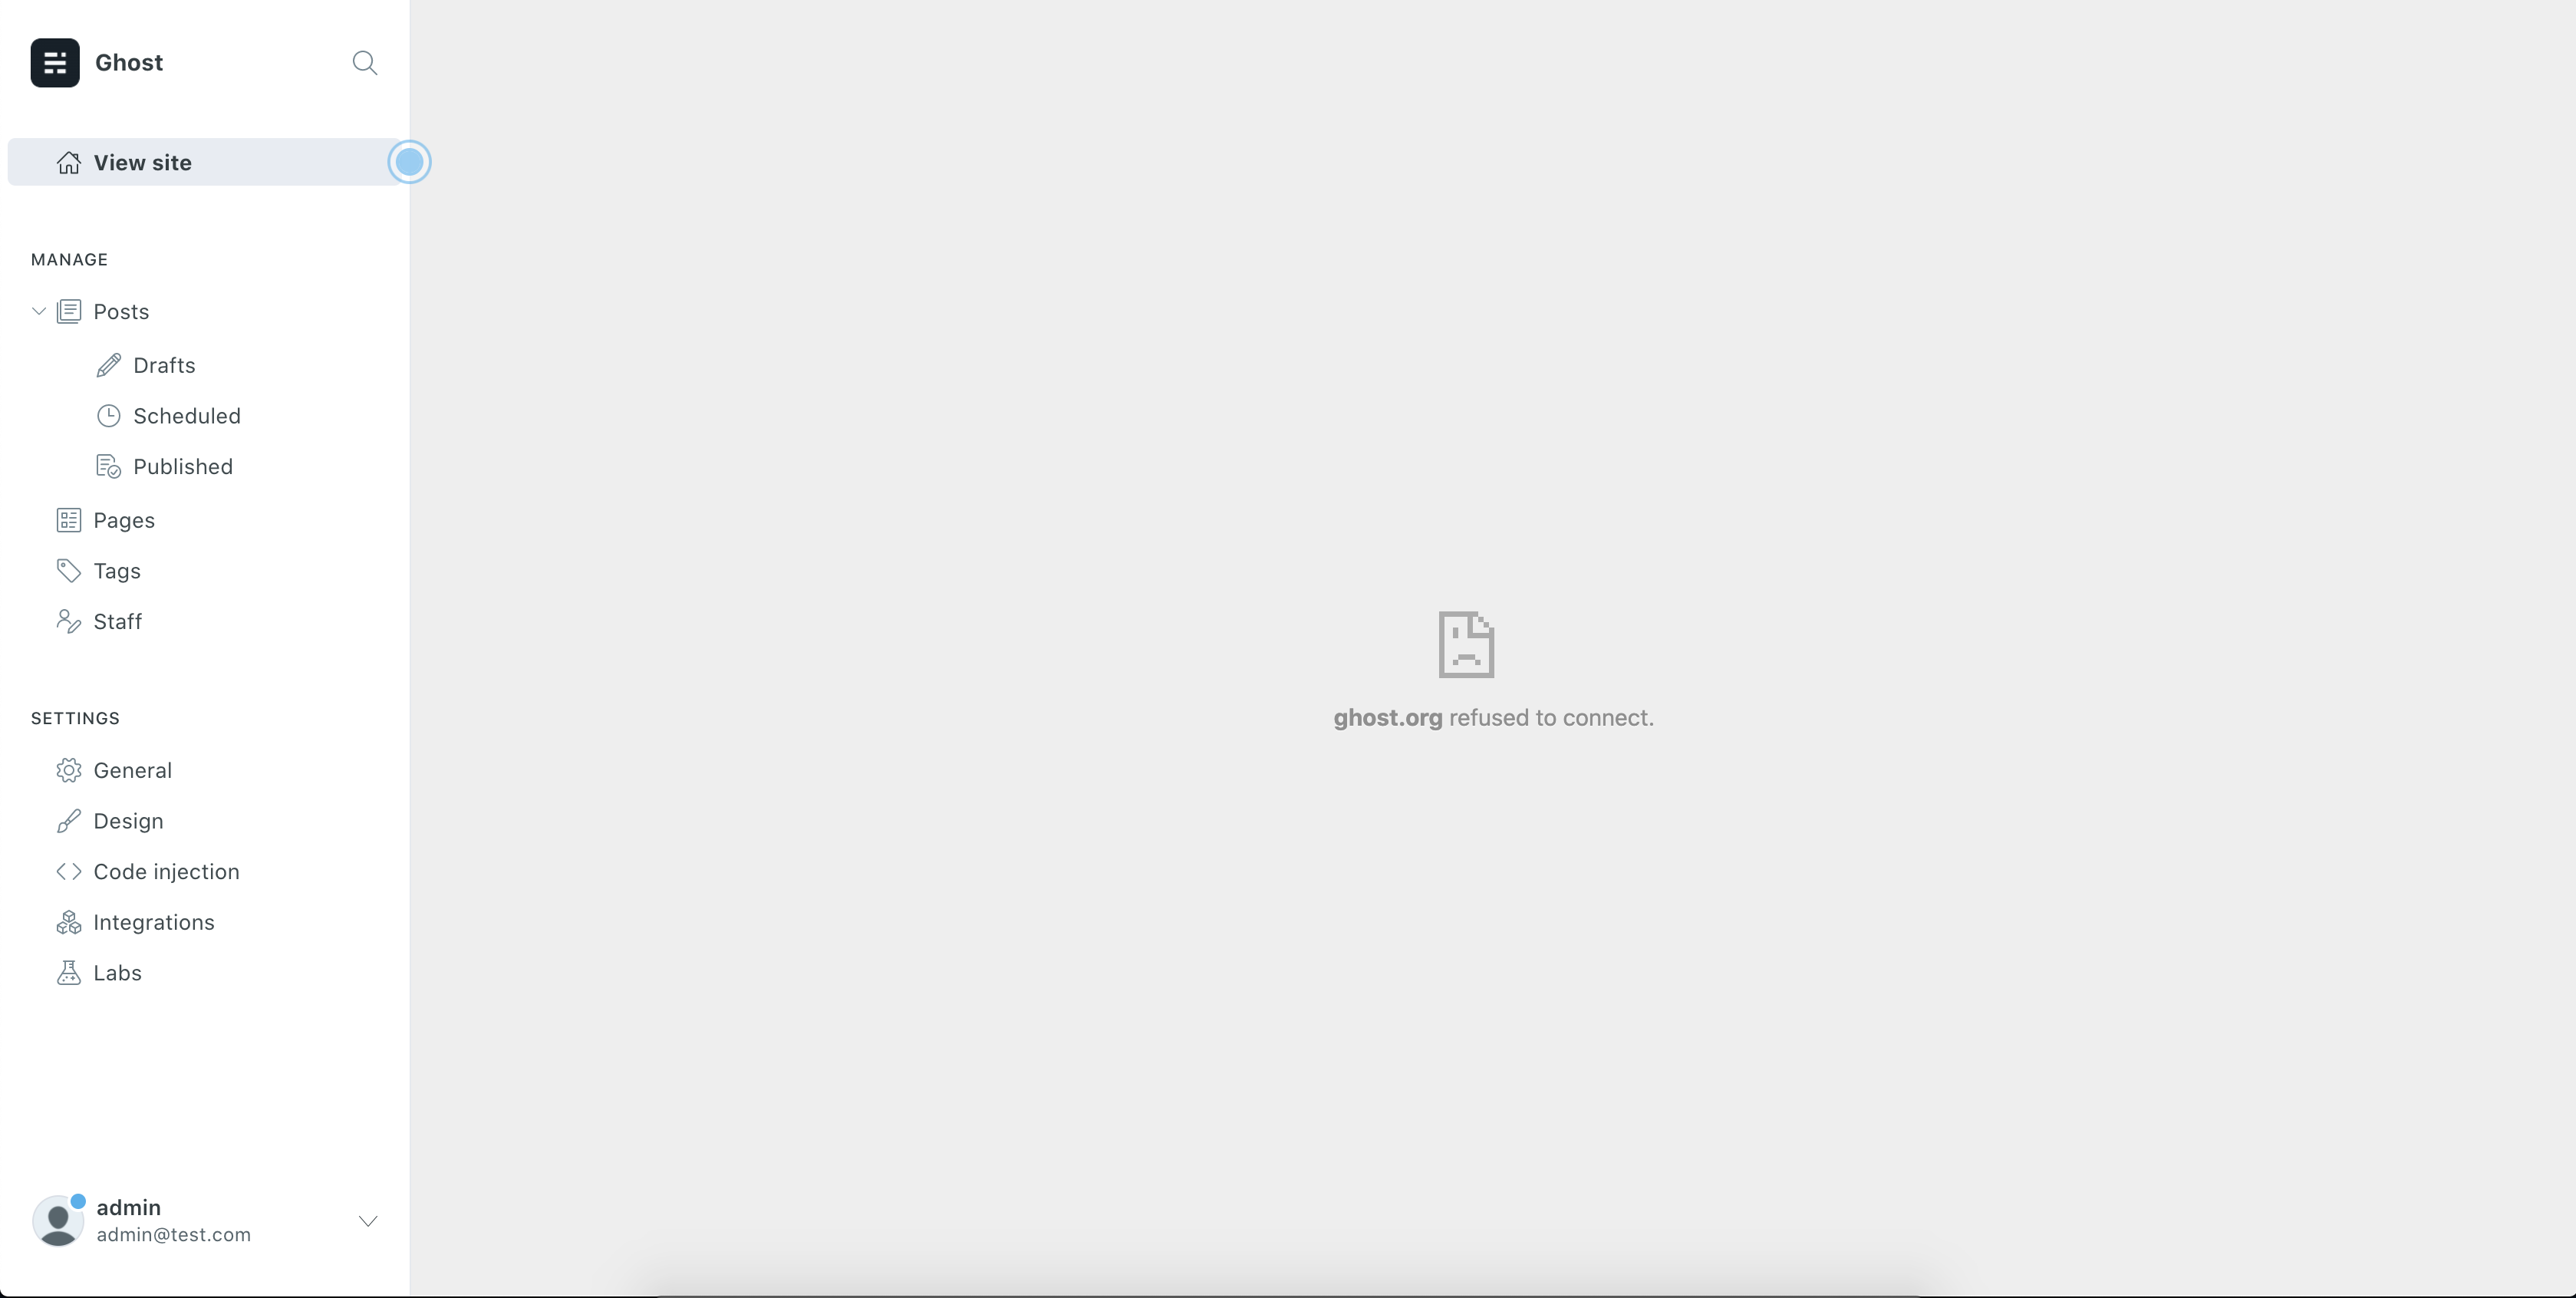 Ghost
View site
MANAGE
Posts
Drafts
Scheduled
Published
Pages
Tags
Staff
SETTINGS
General
Design
Code injection
Integrations
Labs
admin
admin@test.com
ghost.org refused to connect.